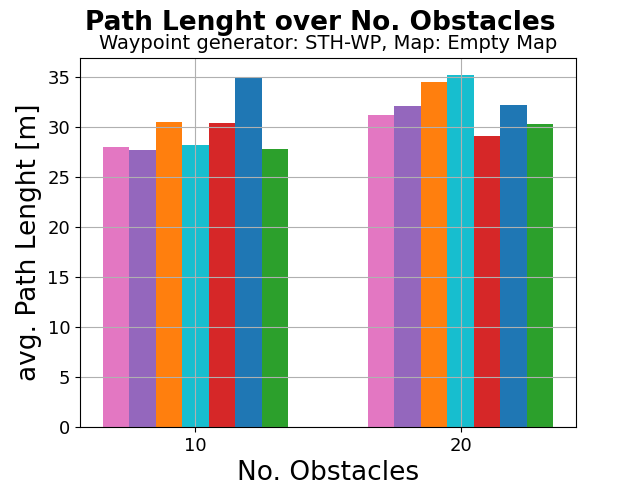 Path Lenght over No. Obstacles
Waypoint generator: STH-WP, Map: Empty Map
avg. Path Lenght [m]
35
30
25
20
15
10
5
0
10 20
No. Obstacles